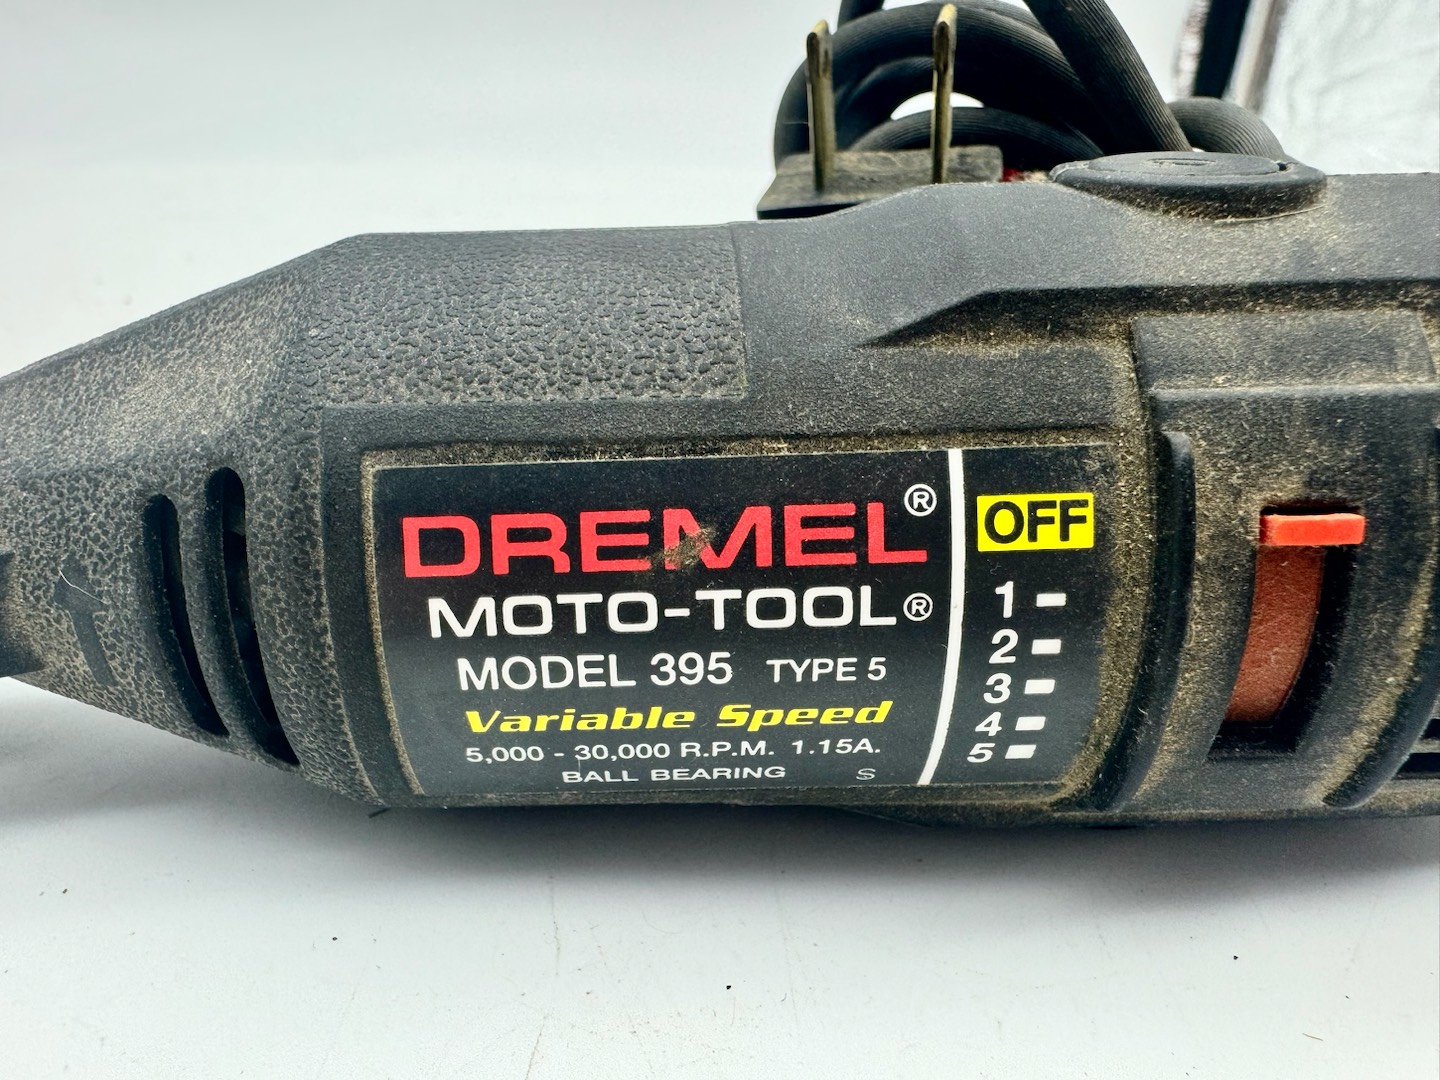 DREMEL®
MOTO-TOOL®
MODEL 395 TYPE 5
Variable Speed
5,000 - 30,000 R.P.M. 1.15A.
BALL BEARING S
OFF
1
2
3
4
5